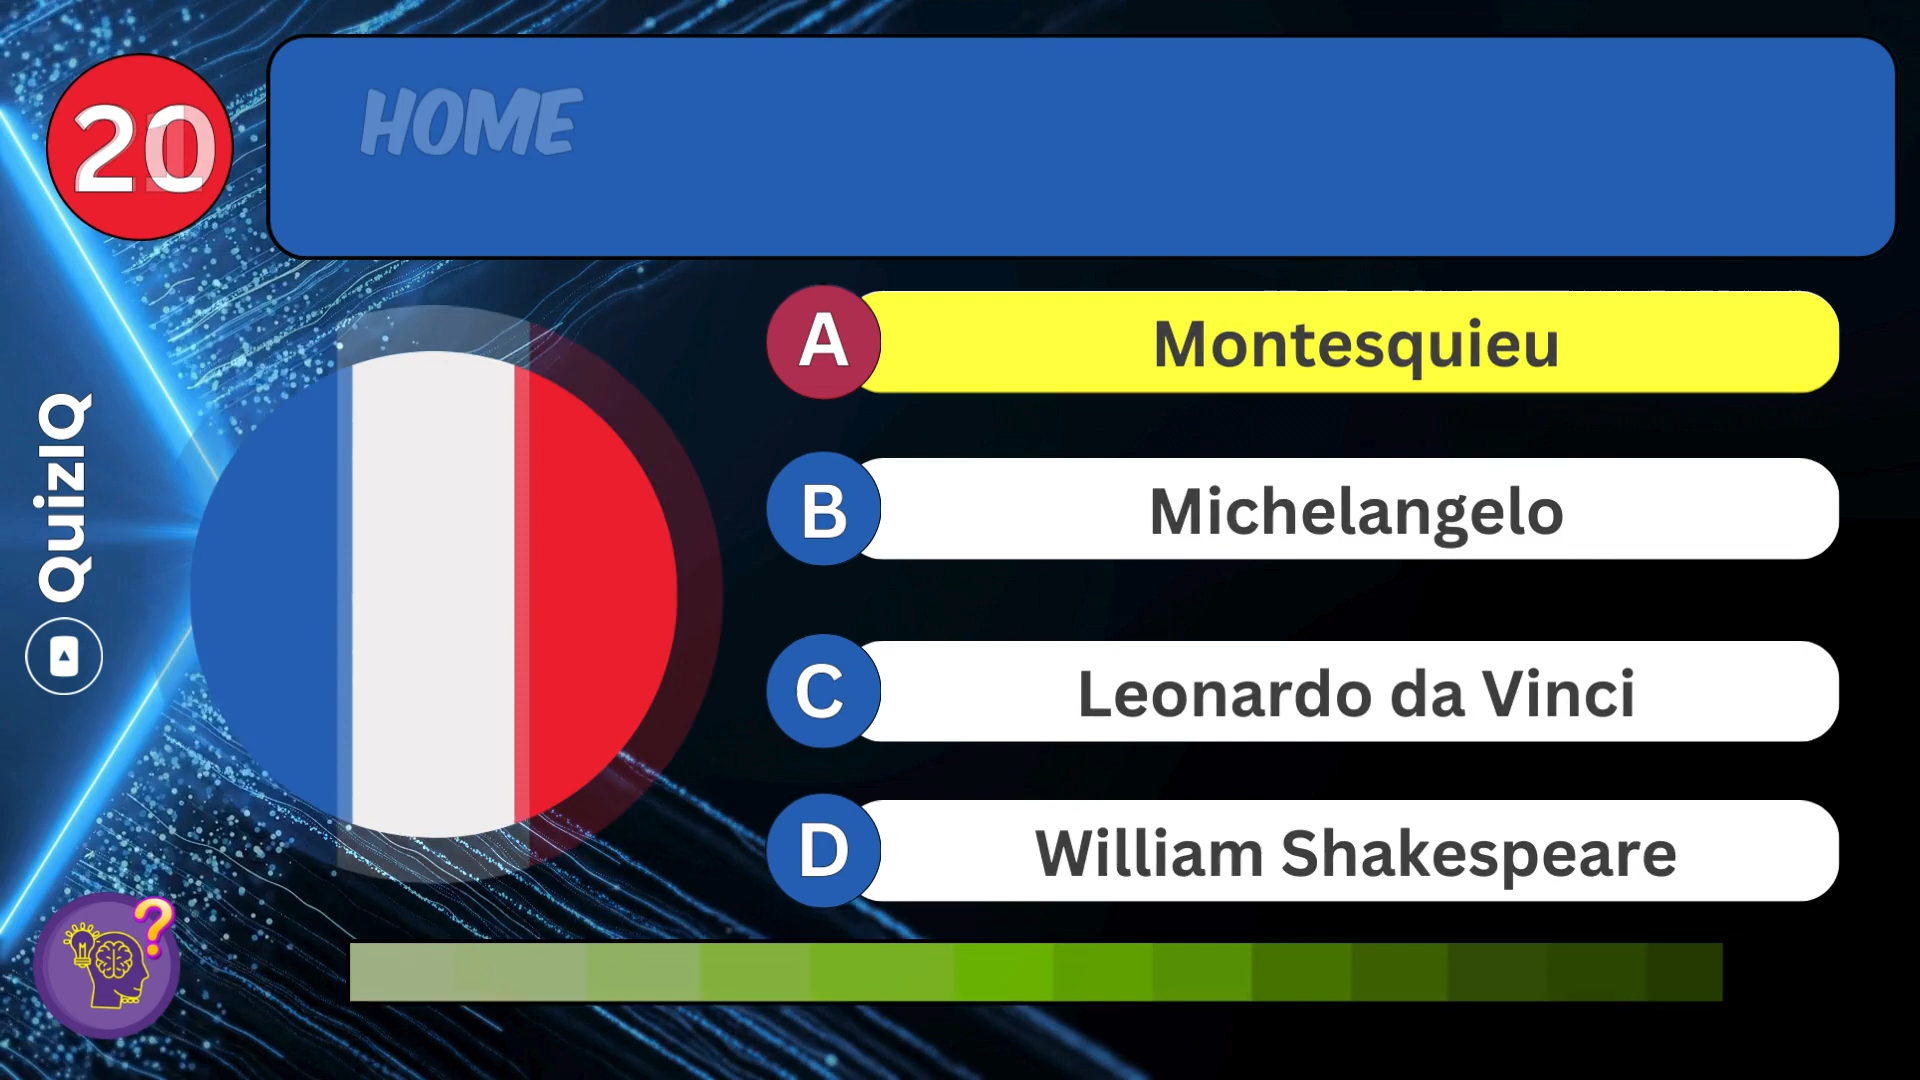 20
HOME
A Montesquieu
B Michelangelo
C Leonardo da Vinci
D William Shakespeare
QuizIQ
?